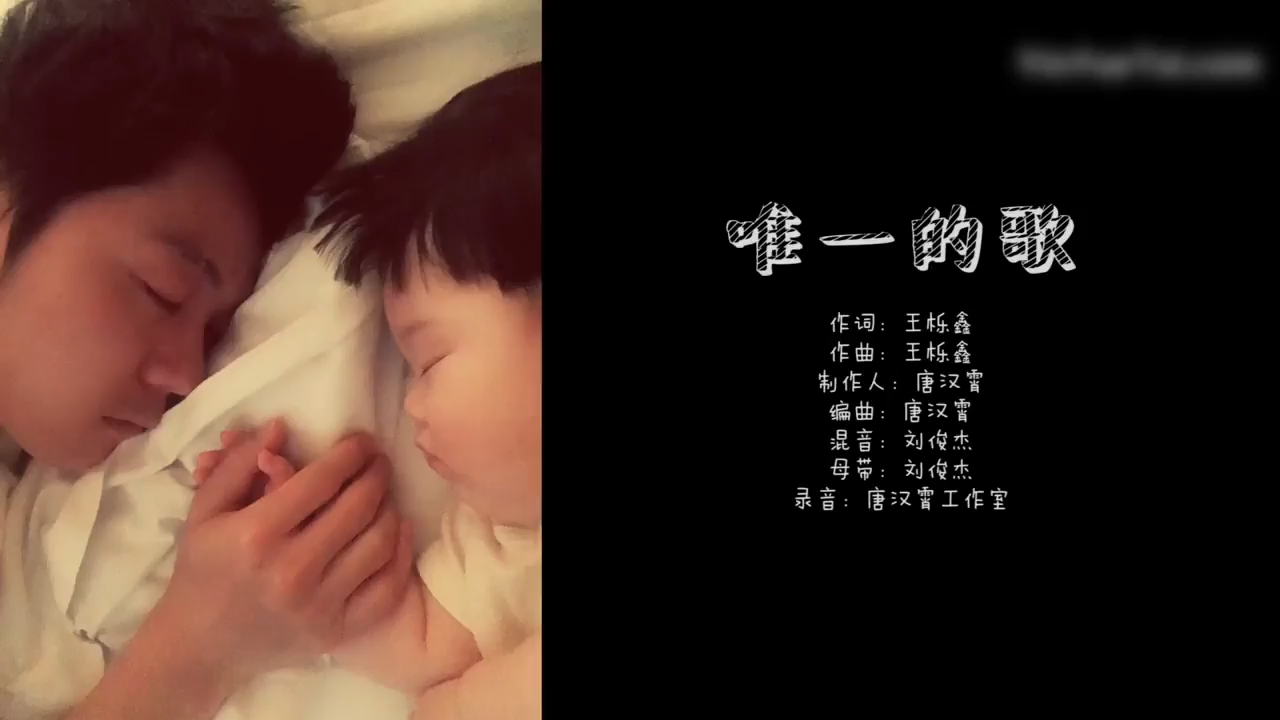 唯一的歌
作词：王栎鑫
作曲：王栎鑫
制作人：唐汉霄
编曲：唐汉霄
混音：刘俊杰
母带：刘俊杰
录音：唐汉霄工作室